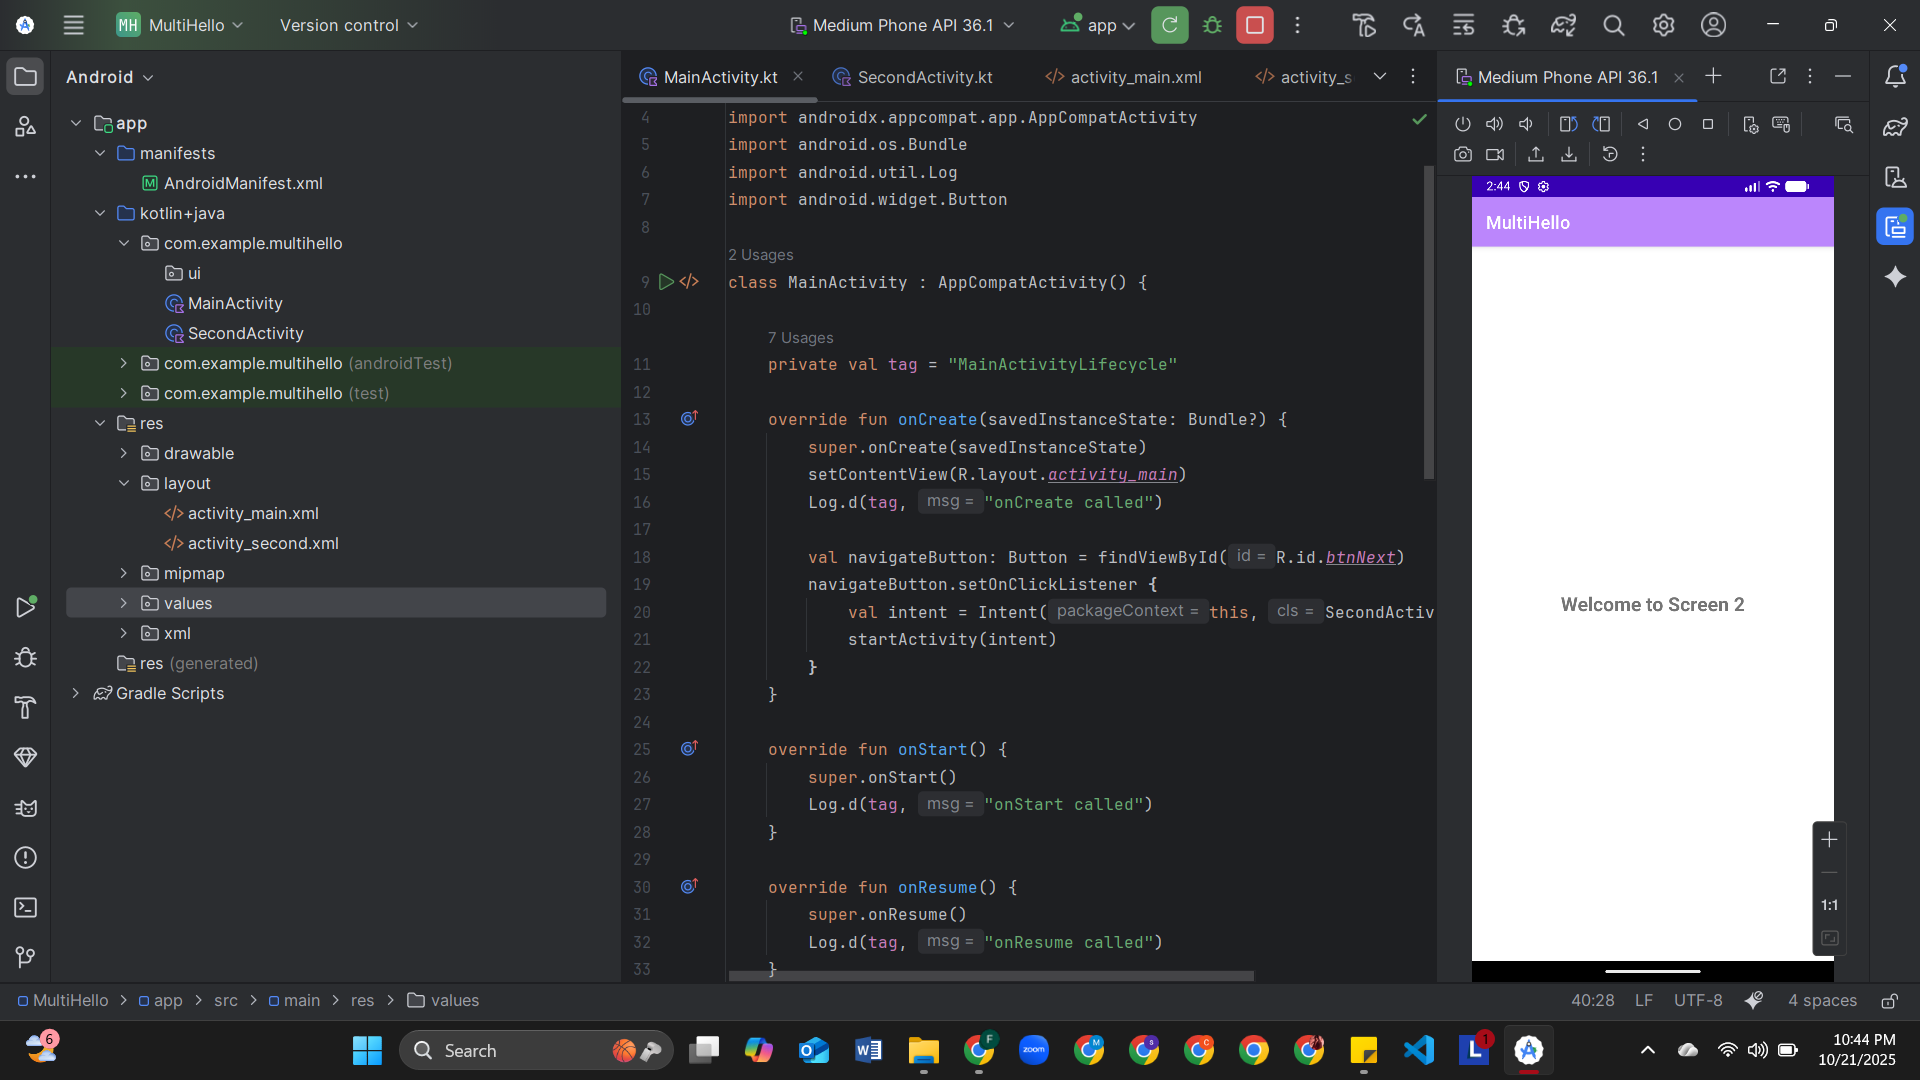 MH MultiHello Version control Medium Phone API 36.1 app
Android
app
manifests
AndroidManifest.xml
kotlin+java
com.example.multihello
ui
MainActivity
SecondActivity
com.example.multihello (androidTest)
com.example.multihello (test)
res
drawable
layout
activity_main.xml
activity_second.xml
mipmap
values
xml
res (generated)
Gradle Scripts
MainActivity.kt SecondActivity.kt activity_main.xml activity_s
4 import androidx.appcompat.app.AppCompatActivity
5 import android.os.Bundle
6 import android.util.Log
7 import android.widget.Button
8
2 Usages
9 class MainActivity : AppCompatActivity() {
10
7 Usages
11 private val tag = "MainActivityLifecycle"
12
13 override fun onCreate(savedInstanceState: Bundle?) {
14 super.onCreate(savedInstanceState)
15 setContentView(R.layout.activity_main)
16 Log.d(tag, msg = "onCreate called")
17
18 val navigateButton: Button = findViewById( id = R.id.btnNext)
19 navigateButton.setOnClickListener {
20 val intent = Intent( packageContext = this, cls = SecondActiv
21 startActivity(intent)
22 }
23 }
24
25 override fun onStart() {
26 super.onStart()
27 Log.d(tag, msg = "onStart called")
28 }
29
30 override fun onResume() {
31 super.onResume()
32 Log.d(tag, msg = "onResume called")
33 }
Medium Phone API 36.1
2:44
MultiHello
Welcome to Screen 2
1:1
MultiHello > app > src > main > res > values
40:28 LF UTF-8 4 spaces
6
Search
F
zoom
M
s
C
L
1
10:44 PM
10/21/2025